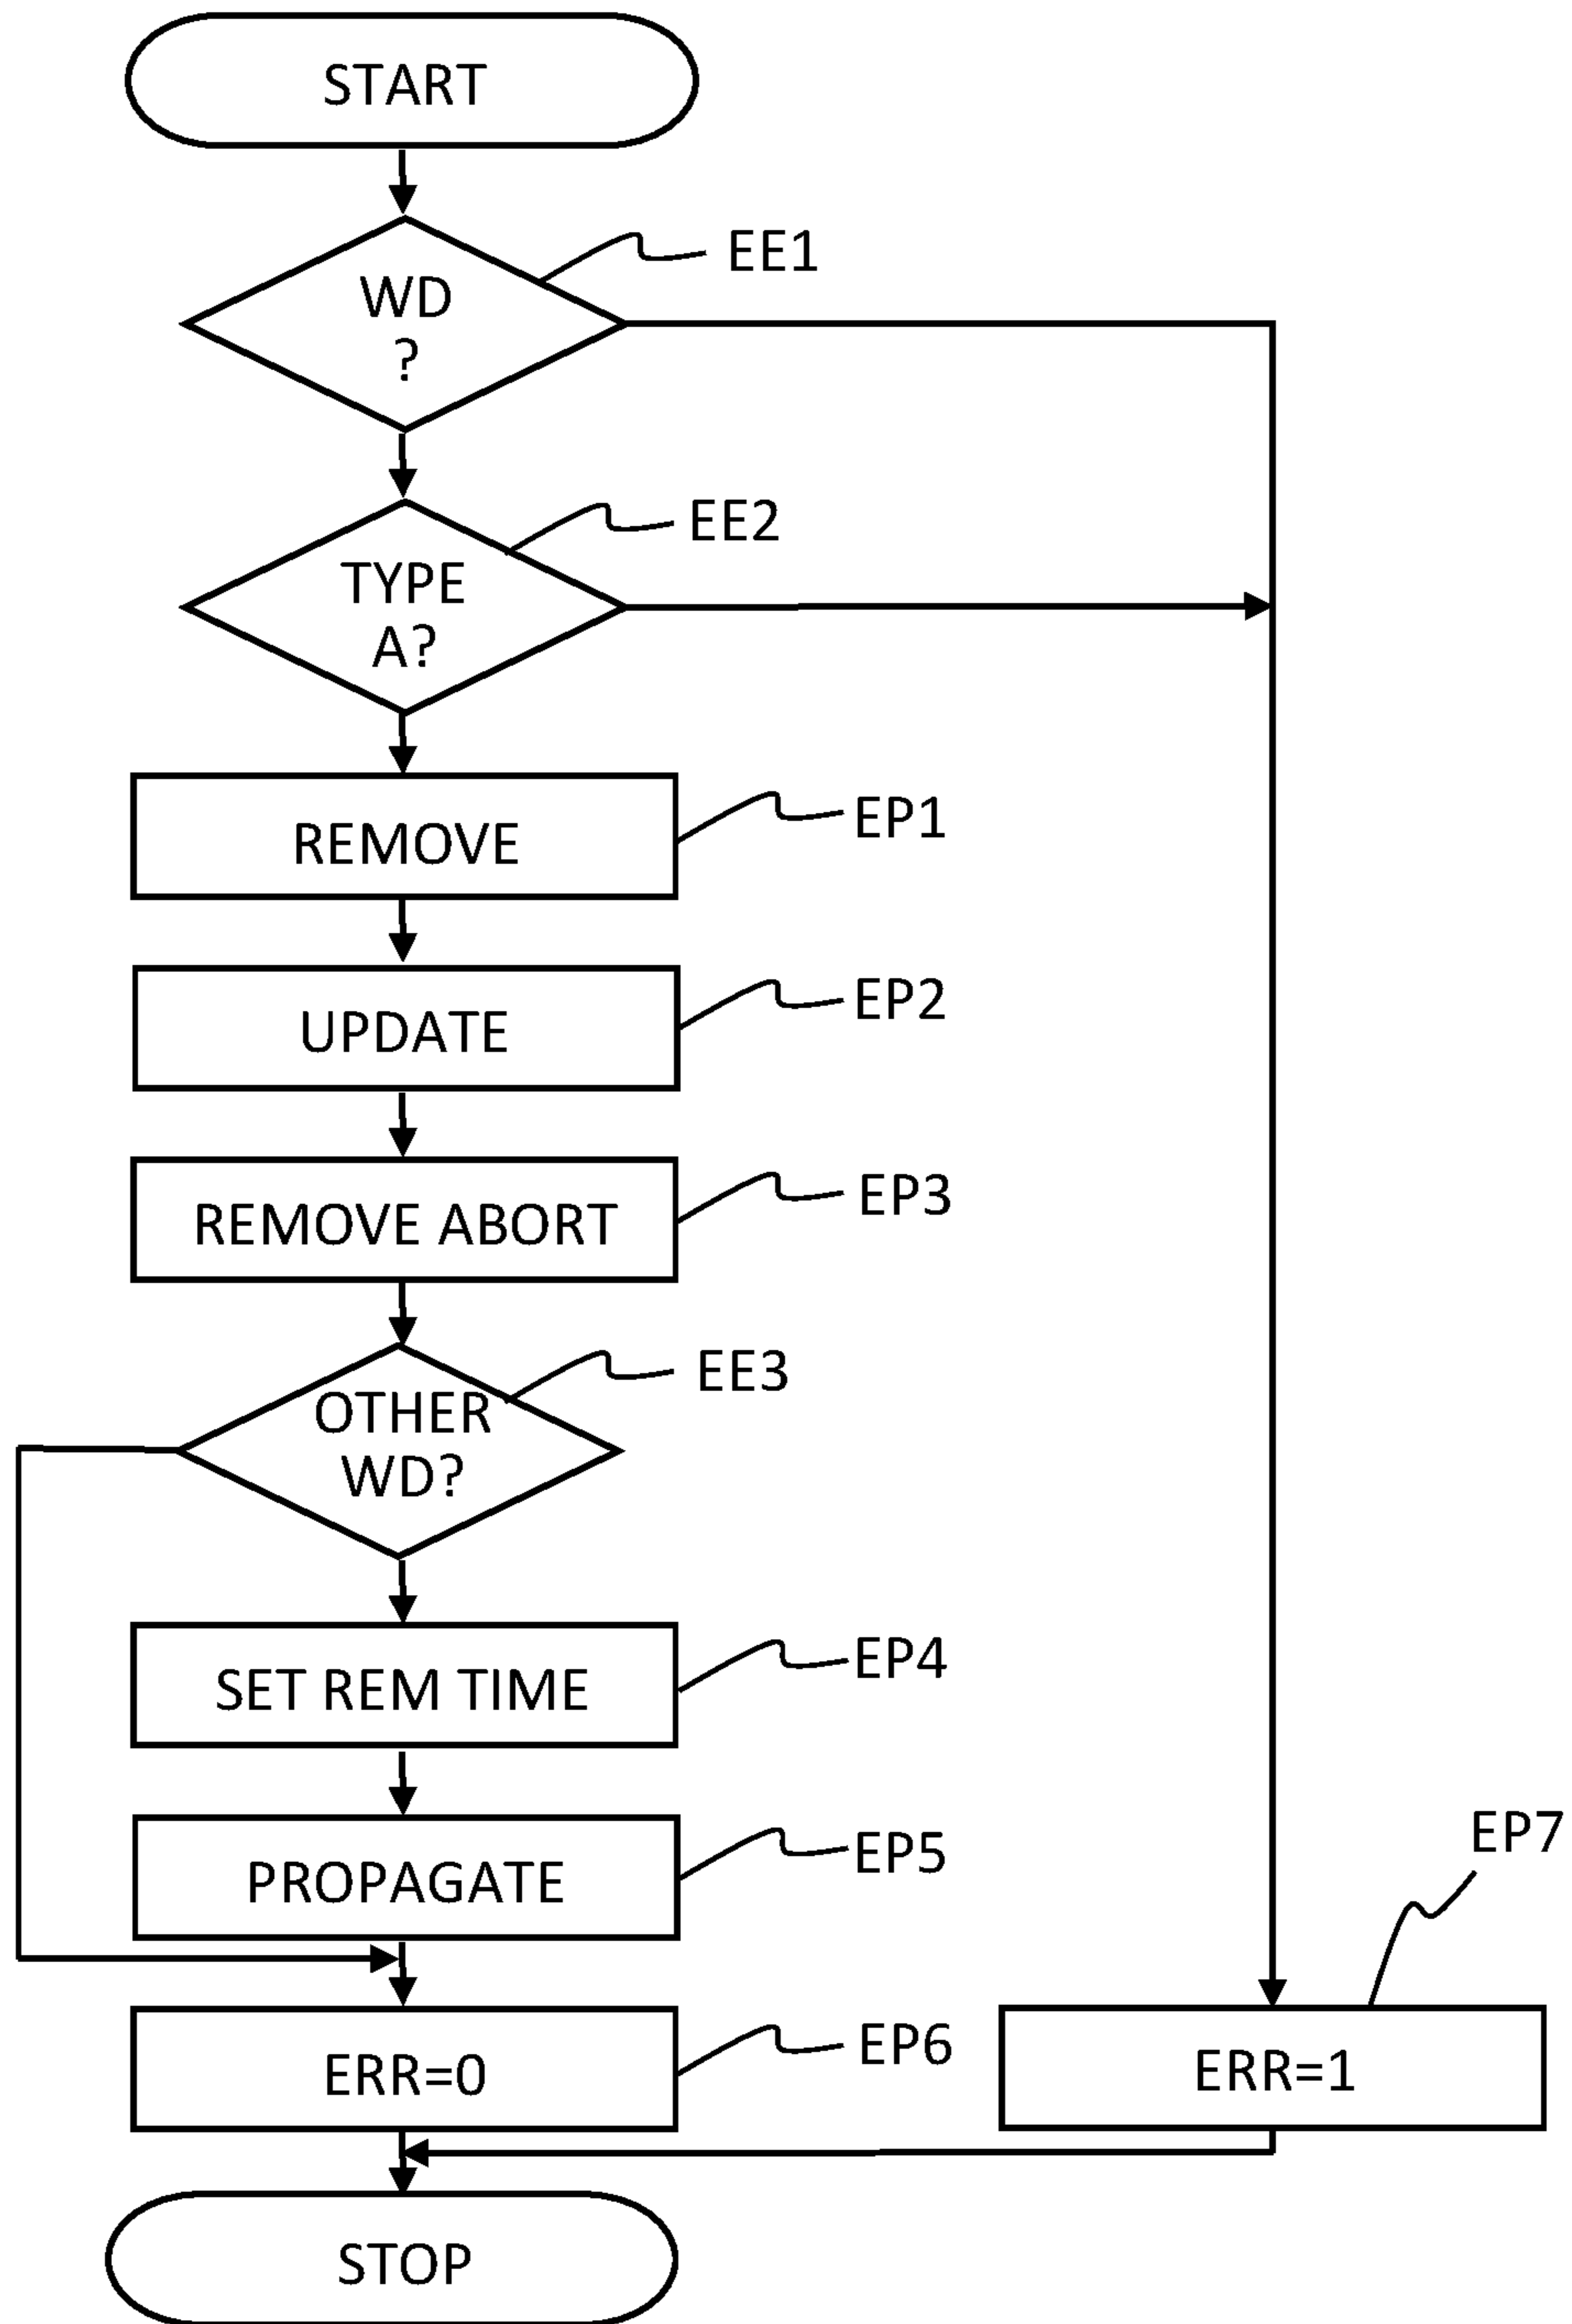 START
EE1
WD
?
EE2
TYPE
A?
EP1
REMOVE
EP2
UPDATE
EP3
REMOVE ABORT
EE3
OTHER
WD?
EP4
SET REM TIME
EP5
PROPAGATE
EP7
EP6
ERR=0
ERR=1
STOP